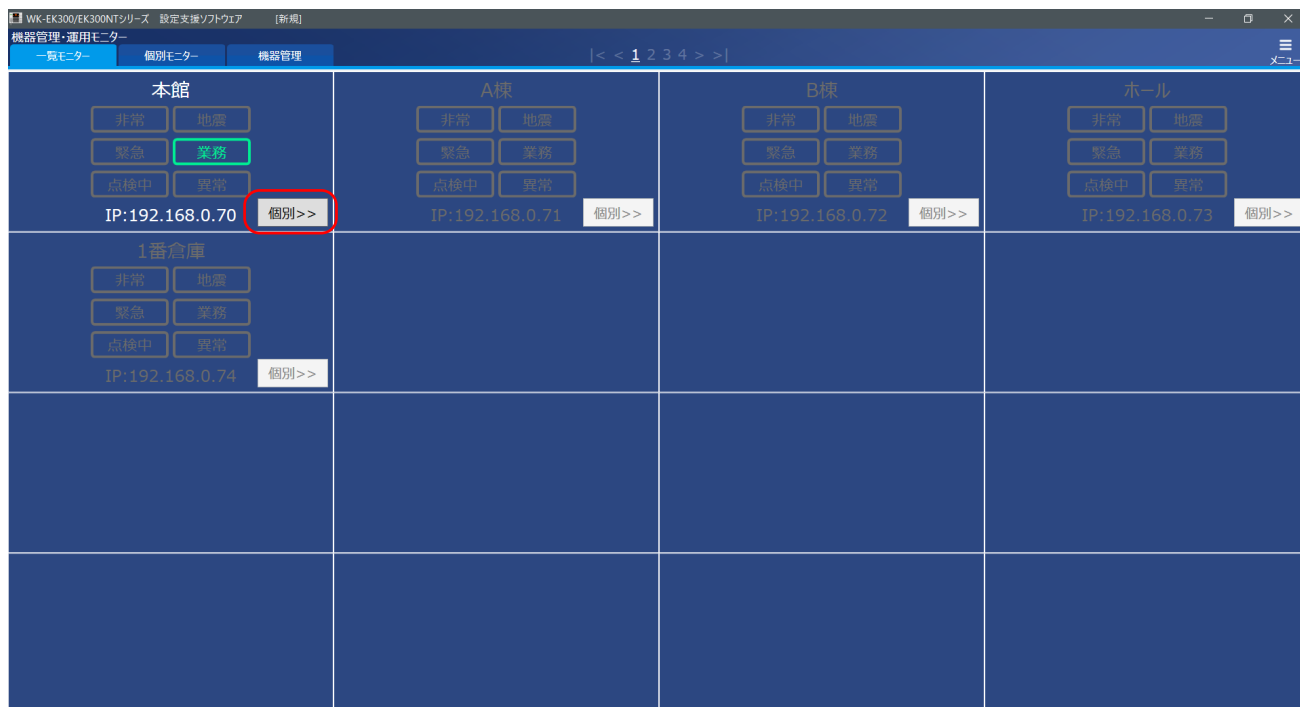 WK-EK300/EK300NTシリーズ 設定支援ソフトウェア [新規]
機器管理・運用モニター
一覧モニター 個別モニター 機器管理 |< < 1 2 3 4 > >| メニュー
本館
非常 地震
緊急 業務
点検中 異常
IP:192.168.0.70 個別>>
A棟
非常 地震
緊急 業務
点検中 異常
IP:192.168.0.71 個別>>
B棟
非常 地震
緊急 業務
点検中 異常
IP:192.168.0.72 個別>>
ホール
非常 地震
緊急 業務
点検中 異常
IP:192.168.0.73 個別>>
1番倉庫
非常 地震
緊急 業務
点検中 異常
IP:192.168.0.74 個別>>